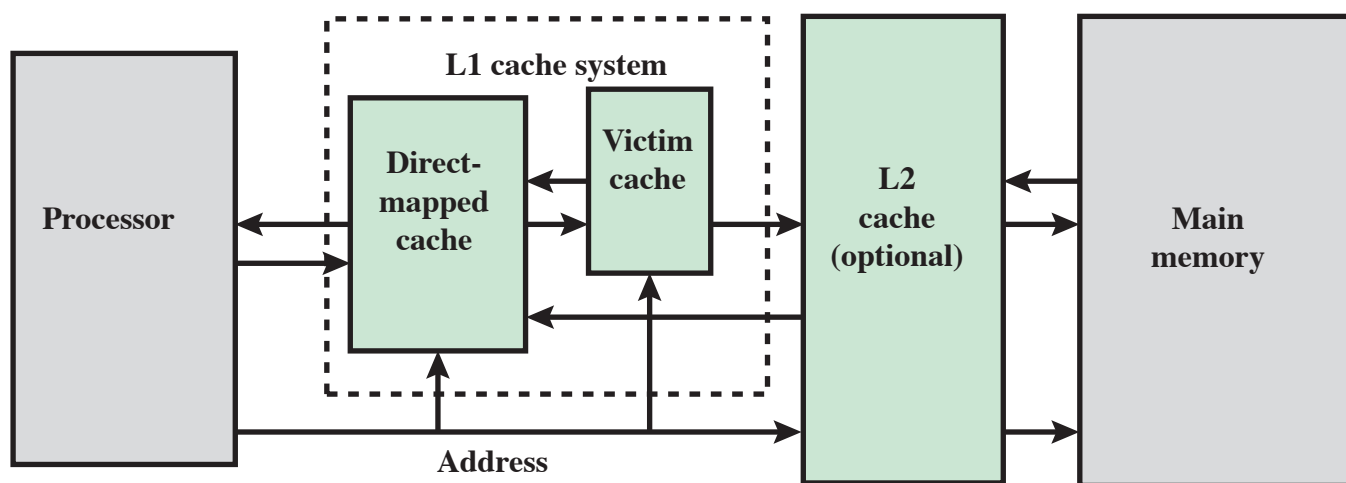 L1 cache system
Processor
Direct-
mapped
cache
Victim
cache
L2
cache
(optional)
Main
memory
Address